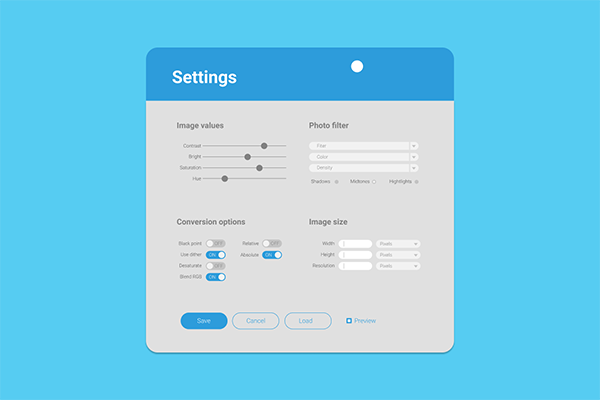 Settings
Image values
Contrast
Bright
Saturation
Hue
Photo filter
Filter
Color
Density
Shadows Midtones Hightlights
Conversion options
Black point OFF Relative OFF
Use dither ON Absolute ON
Desaturate OFF
Blend RGB ON
Image size
Width Pixels
Height Pixels
Resolution Pixels
Save Cancel Load Preview